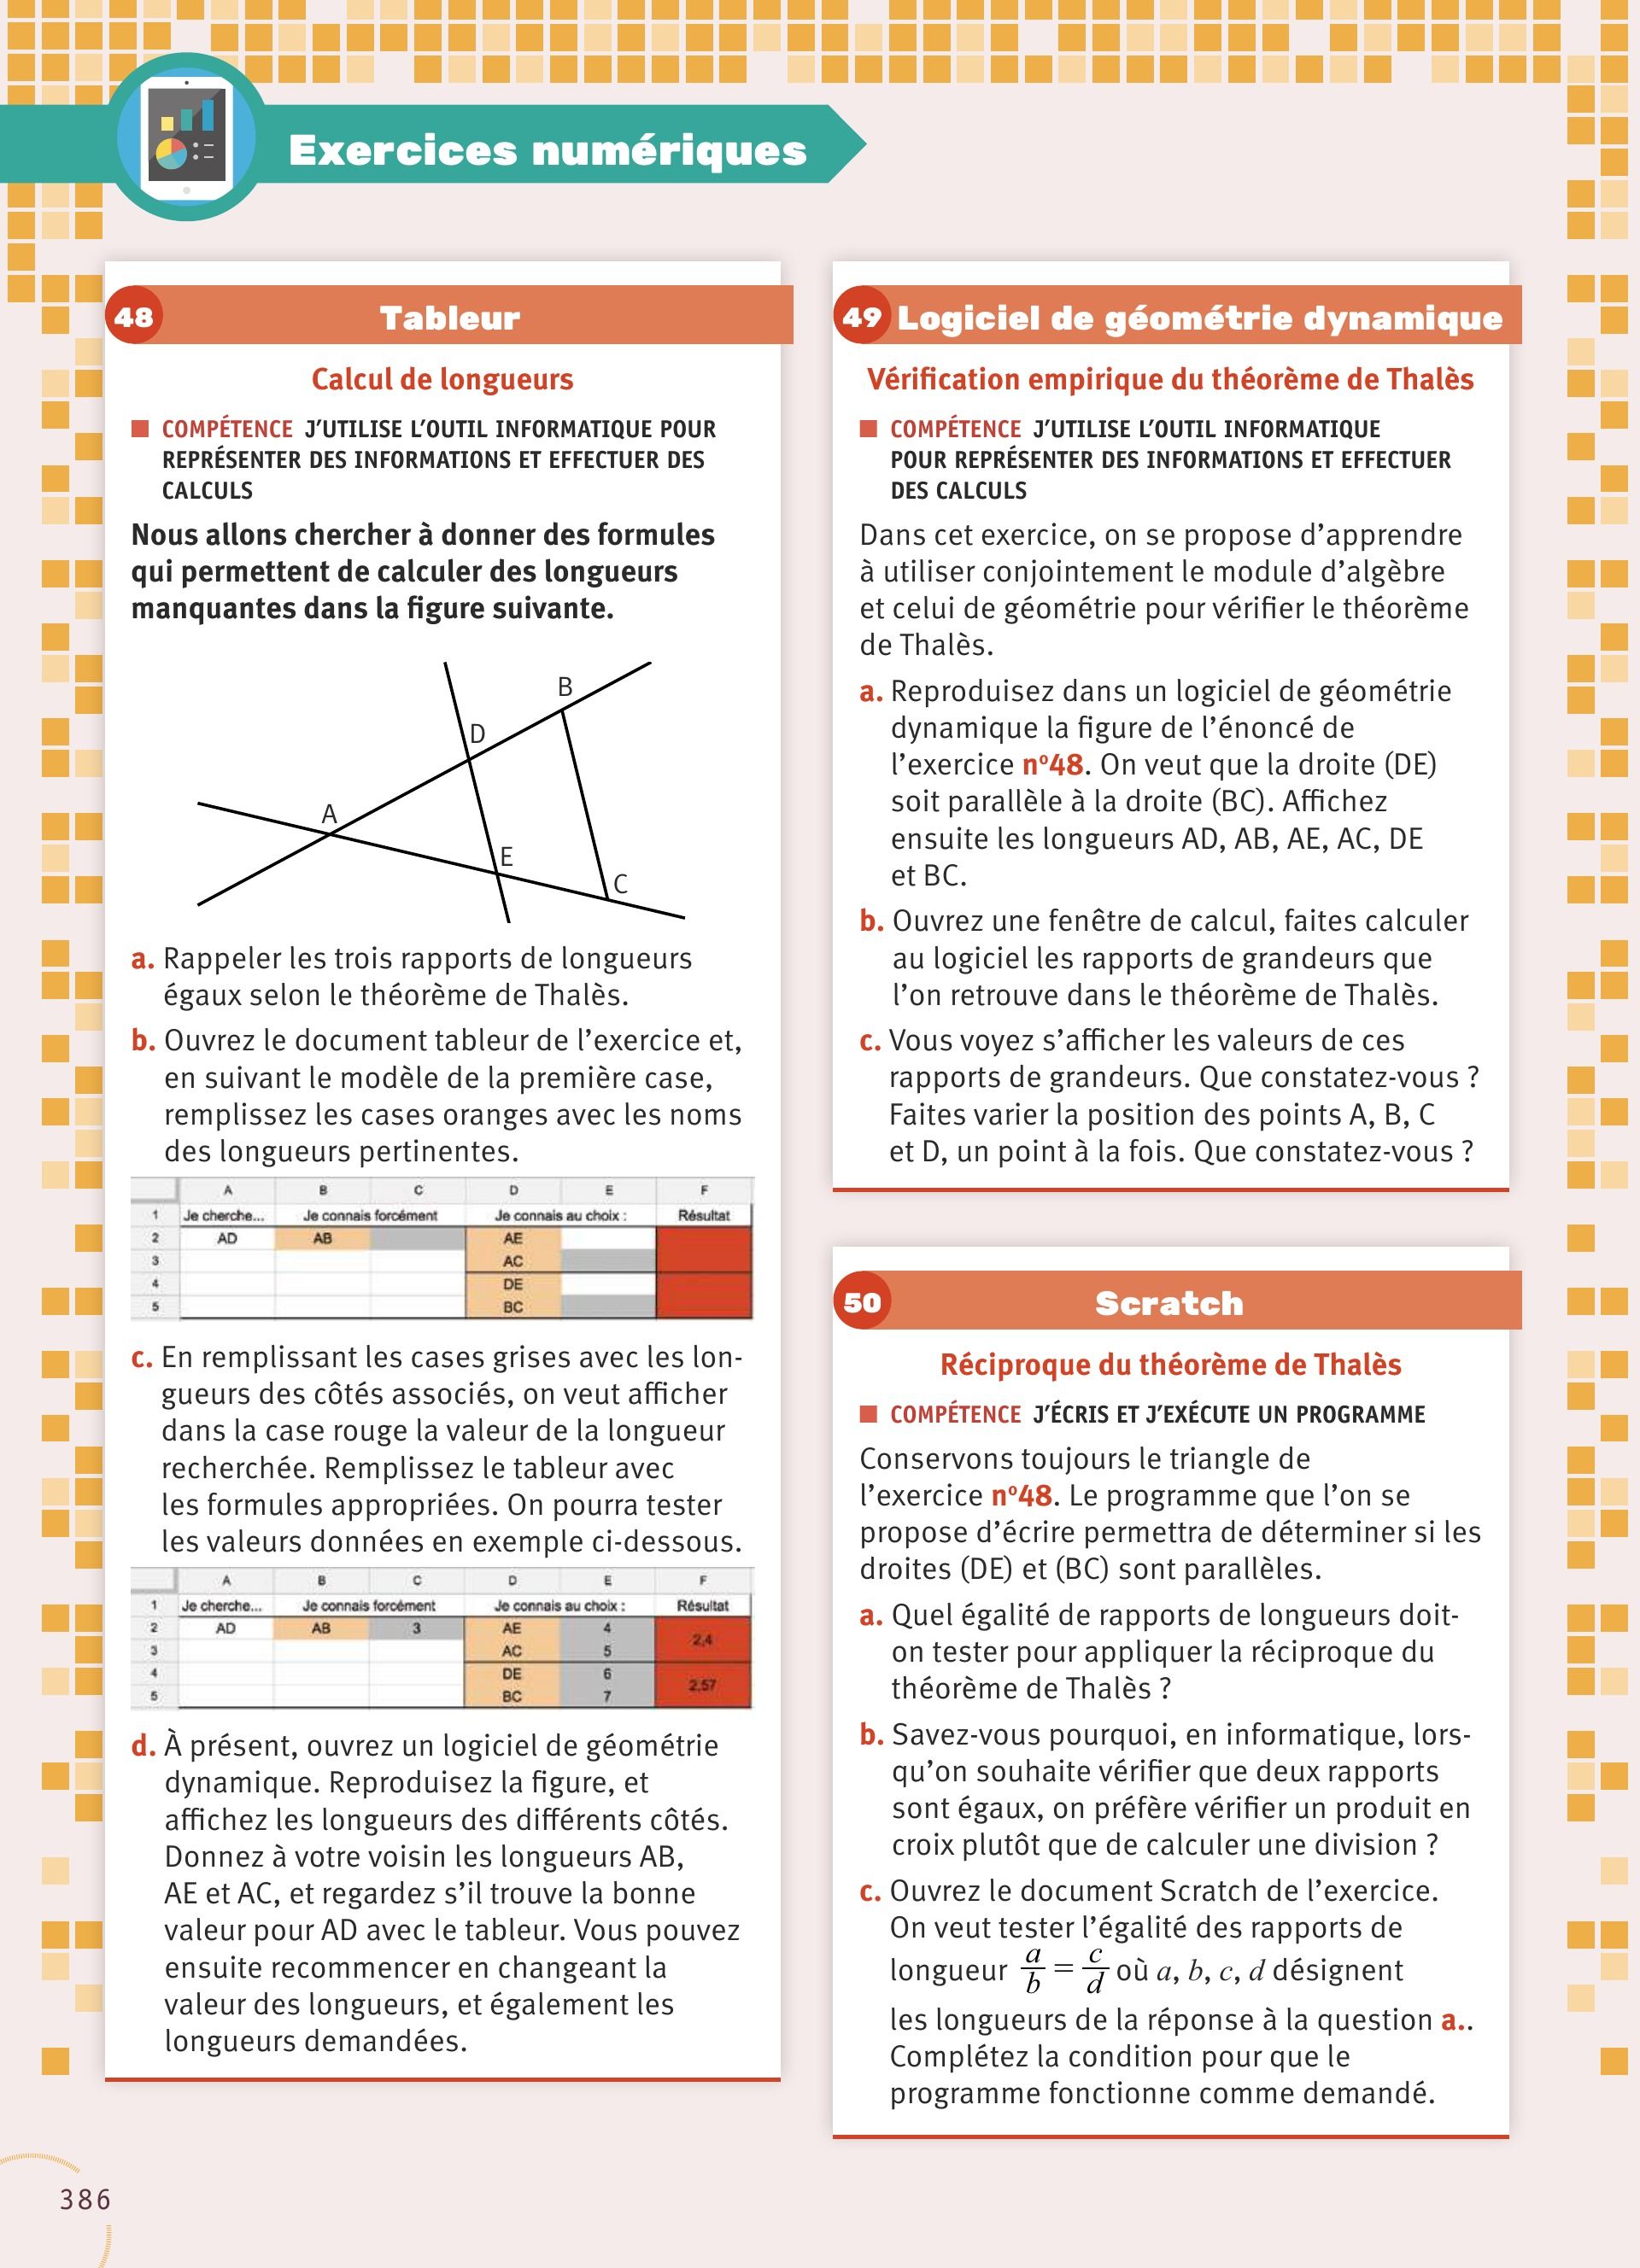 Exercices numériques
48 Tableur
Calcul de longueurs
COMPÉTENCE J’UTILISE L’OUTIL INFORMATIQUE POUR
REPRÉSENTER DES INFORMATIONS ET EFFECTUER DES
CALCULS
Nous allons chercher à donner des formules
qui permettent de calculer des longueurs
manquantes dans la figure suivante.
B
D
A
E
C
a. Rappeler les trois rapports de longueurs
égaux selon le théorème de Thalès.
b. Ouvrez le document tableur de l’exercice et,
en suivant le modèle de la première case,
remplissez les cases oranges avec les noms
des longueurs pertinentes.
A B C D E F
1 Je cherche... Je connais forcément Je connais au choix : Résultat
2 AD AB AE
3 AC
4 DE
5 BC
c. En remplissant les cases grises avec les lon-
gueurs des côtés associés, on veut afficher
dans la case rouge la valeur de la longueur
recherchée. Remplissez le tableur avec
les formules appropriées. On pourra tester
les valeurs données en exemple ci-dessous.
A B C D E F
1 Je cherche... Je connais forcément Je connais au choix : Résultat
2 AD AB 3 AE 4 2,4
3 AC 5
4 DE 6 2,57
5 BC 7
d. À présent, ouvrez un logiciel de géométrie
dynamique. Reproduisez la figure, et
affichez les longueurs des différents côtés.
Donnez à votre voisin les longueurs AB,
AE et AC, et regardez s’il trouve la bonne
valeur pour AD avec le tableur. Vous pouvez
ensuite recommencer en changeant la
valeur des longueurs, et également les
longueurs demandées.
49 Logiciel de géométrie dynamique
Vérification empirique du théorème de Thalès
COMPÉTENCE J’UTILISE L’OUTIL INFORMATIQUE
POUR REPRÉSENTER DES INFORMATIONS ET EFFECTUER
DES CALCULS
Dans cet exercice, on se propose d’apprendre
à utiliser conjointement le module d’algèbre
et celui de géométrie pour vérifier le théorème
de Thalès.
a. Reproduisez dans un logiciel de géométrie
dynamique la figure de l’énoncé de
l’exercice nº48. On veut que la droite (DE)
soit parallèle à la droite (BC). Affichez
ensuite les longueurs AD, AB, AE, AC, DE
et BC.
b. Ouvrez une fenêtre de calcul, faites calculer
au logiciel les rapports de grandeurs que
l’on retrouve dans le théorème de Thalès.
c. Vous voyez s’afficher les valeurs de ces
rapports de grandeurs. Que constatez-vous ?
Faites varier la position des points A, B, C
et D, un point à la fois. Que constatez-vous ?
50 Scratch
Réciproque du théorème de Thalès
COMPÉTENCE J’ÉCRIS ET J’EXÉCUTE UN PROGRAMME
Conservons toujours le triangle de
l’exercice nº48. Le programme que l’on se
propose d’écrire permettra de déterminer si les
droites (DE) et (BC) sont parallèles.
a. Quel égalité de rapports de longueurs doit-
on tester pour appliquer la réciproque du
théorème de Thalès ?
b. Savez-vous pourquoi, en informatique, lors-
qu’on souhaite vérifier que deux rapports
sont égaux, on préfère vérifier un produit en
croix plutôt que de calculer une division ?
c. Ouvrez le document Scratch de l’exercice.
On veut tester l’égalité des rapports de
longueur a/b = c/d où a, b, c, d désignent
les longueurs de la réponse à la question a..
Complétez la condition pour que le
programme fonctionne comme demandé.
386